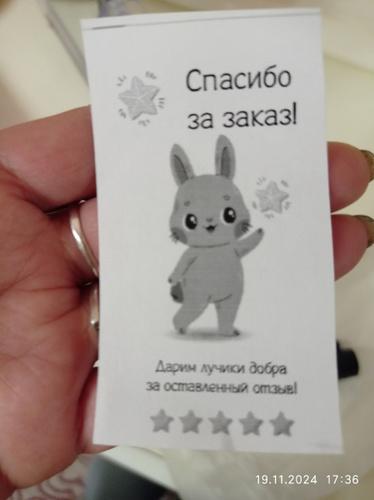 Спасибо
за заказ!
Дарим лучики добра
за оставленный отзыв!
19.11.2024 17:36